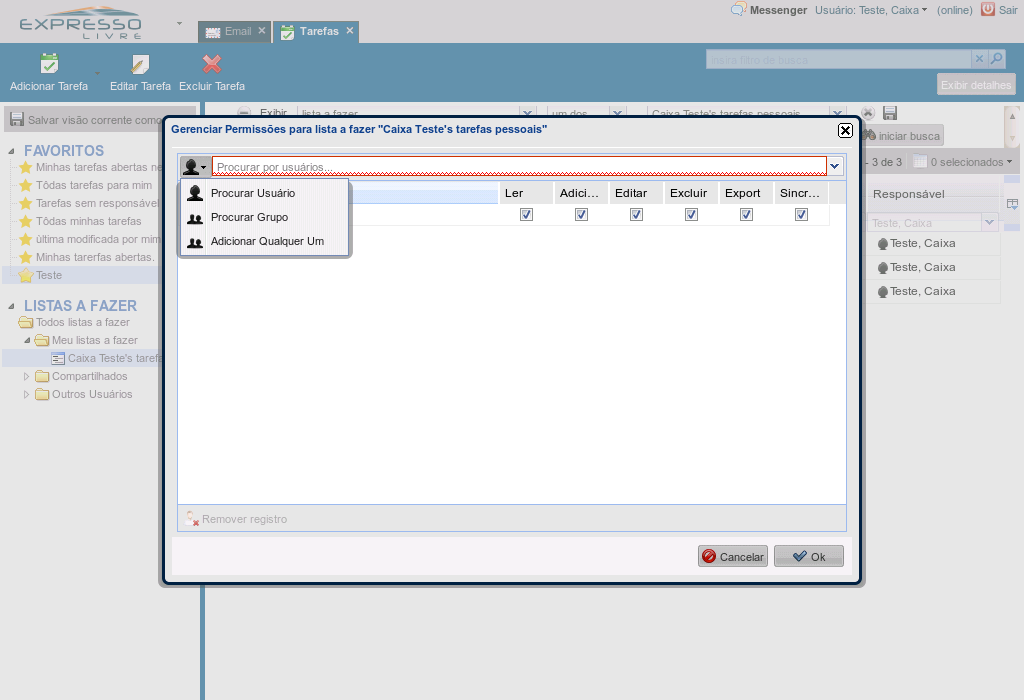 EXPRESSO
LIVRE
Email
Tarefas
Messenger
Usuário: Teste, Caixa
(online)
Sair
Adicionar Tarefa
Editar Tarefa
Excluir Tarefa
Insira filtro de busca
Exibir detalhes
Salvar visão corrente como
Exibir
lista a fazer
um dos
Caixa Teste's tarefas pessoais
iniciar busca
- 3 de 3
0 selecionados
FAVORITOS
Minhas tarefas abertas ne
Tôdas tarefas para mim
Tarefas sem responsável
Tôdas minhas tarefas
última modificada por mim
Minhas tarerfas abertas.
Teste
LISTAS A FAZER
Todos listas a fazer
Meu listas a fazer
Caixa Teste's tarefa
Compartilhados
Outros Usuários
Gerenciar Permissões para lista a fazer "Caixa Teste's tarefas pessoais"
Procurar por usuários...
Procurar Usuário
Procurar Grupo
Adicionar Qualquer Um
Ler
Adici...
Editar
Excluir
Export
Sincr...
Remover registro
Cancelar
Ok
Responsável
Teste, Caixa
Teste, Caixa
Teste, Caixa
Teste, Caixa